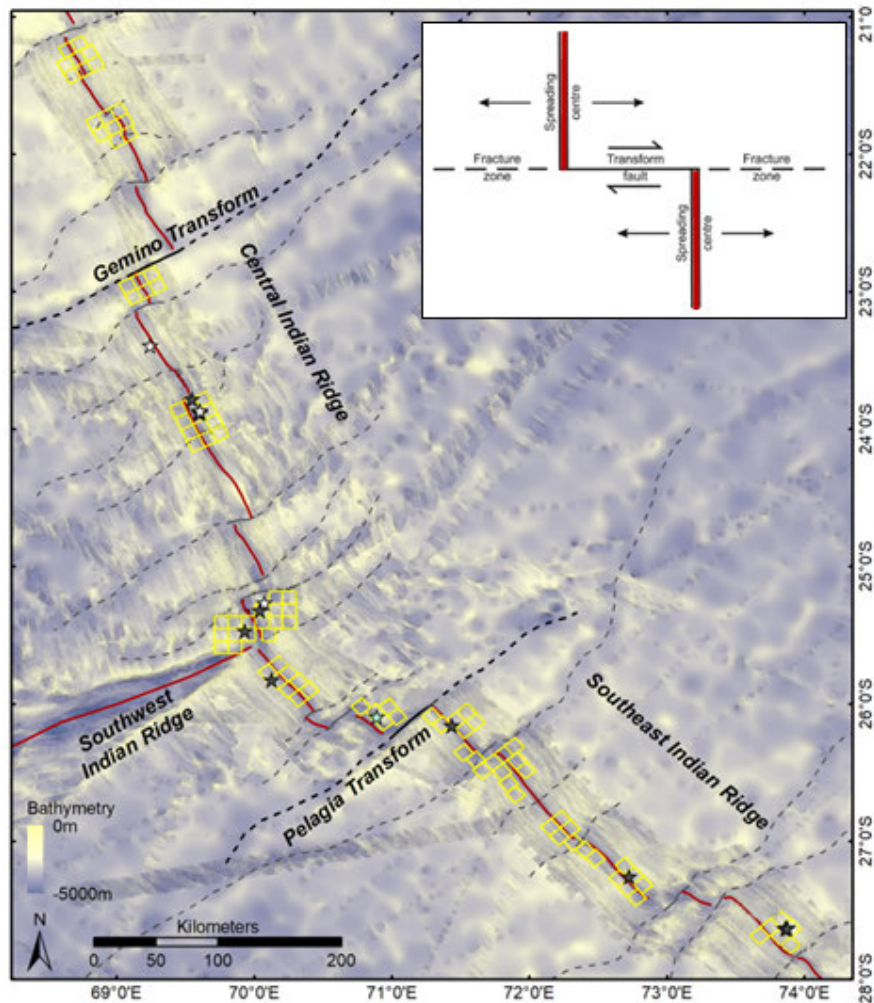 21°0
22°0'S
23°0'S
24°0'S
25°0'S
26°0'S
27°0'S
28°0'S
Spreading
centre
Fracture
zone
Transform
fault
Fracture
zone
Spreading
centre
Gemino Transform
Central Indian Ridge
Southwest
Indian Ridge
Pelagia Transform
Southeast Indian Ridge
Bathymetry
0m
-5000m
N
Kilometers
0 50 100 200
69°0'E 70°0'E 71°0'E 72°0'E 73°0'E 74°0'E